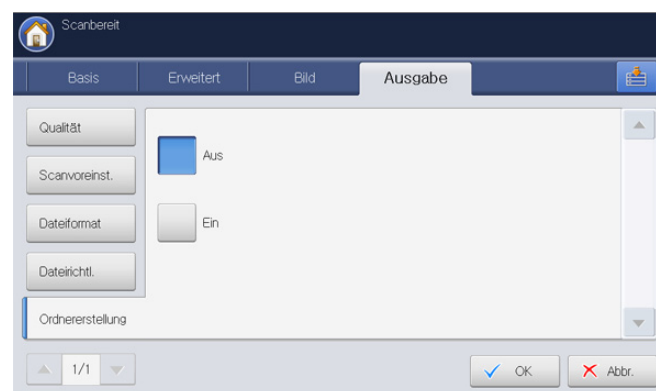 Scanbereit
Basis
Erweitert
Bild
Ausgabe
Qualität
Scanvoreinst.
Dateiformat
Dateirichtl.
Ordnererstellung
Aus
Ein
1/1
OK
Abbr.